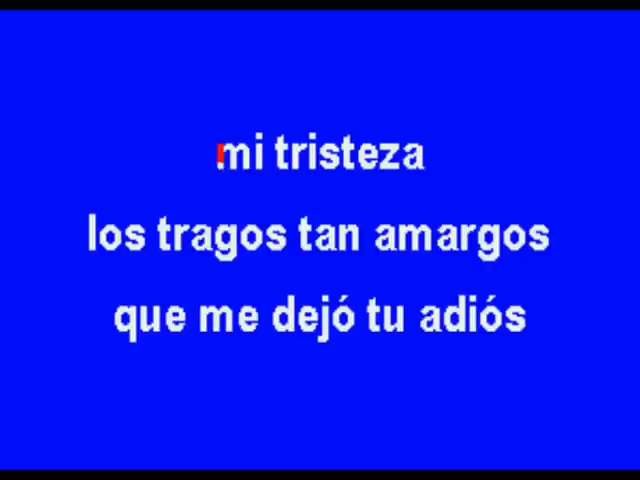 mi tristeza
los tragos tan amargos
que me dejó tu adiós